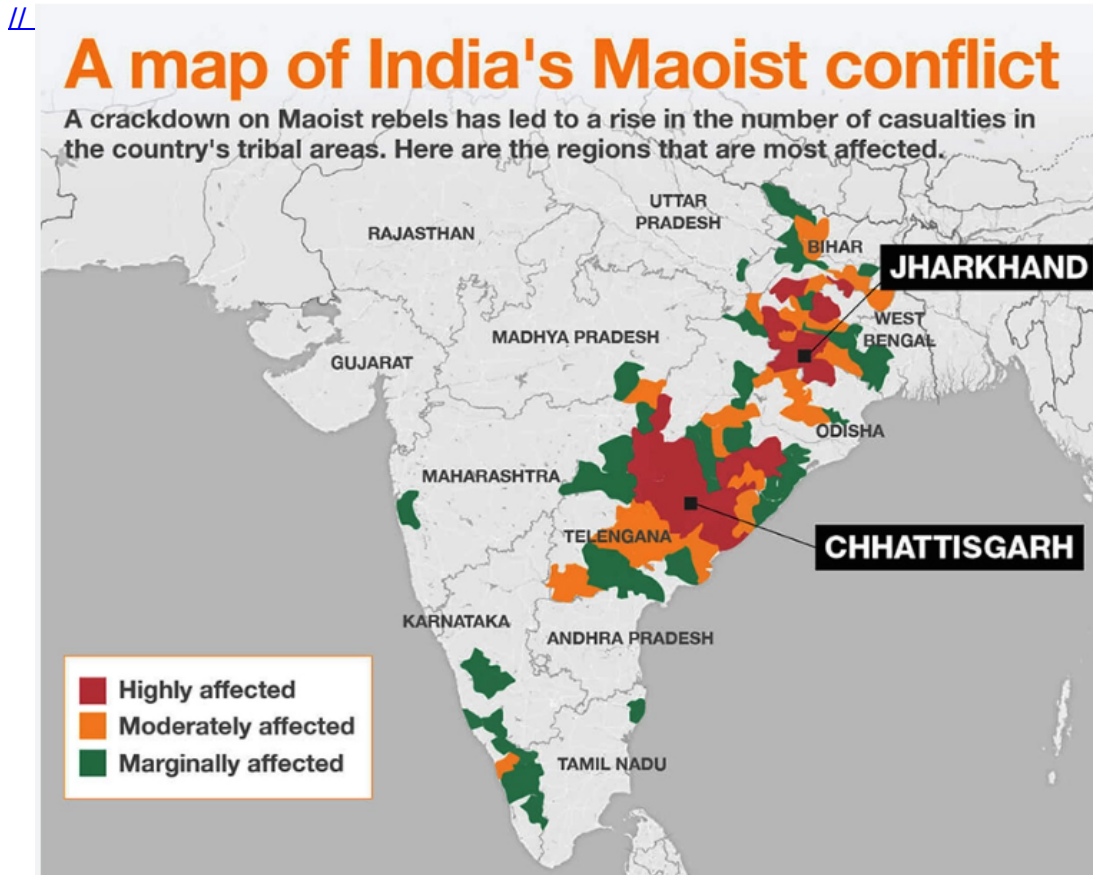 //
A map of India's Maoist conflict
A crackdown on Maoist rebels has led to a rise in the number of casualties in
the country's tribal areas. Here are the regions that are most affected.
UTTAR
PRADESH
RAJASTHAN
BIHAR
JHARKHAND
WEST
BENGAL
MADHYA PRADESH
GUJARAT
ODISHA
MAHARASHTRA
TELENGANA
CHHATTISGARH
KARNATAKA
ANDHRA PRADESH
Highly affected
Moderately affected
Marginally affected
TAMIL NADU